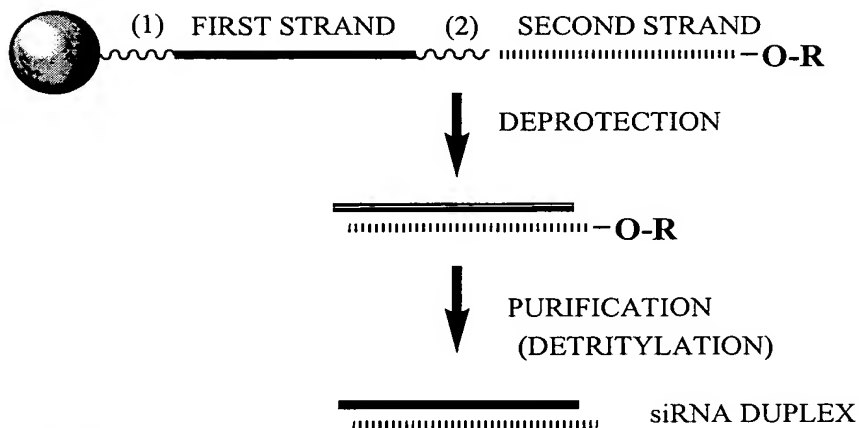 (1) FIRST STRAND (2) SECOND STRAND
-O-R
DEPROTECTION
-O-R
PURIFICATION
(DETRITYLATION)
siRNA DUPLEX